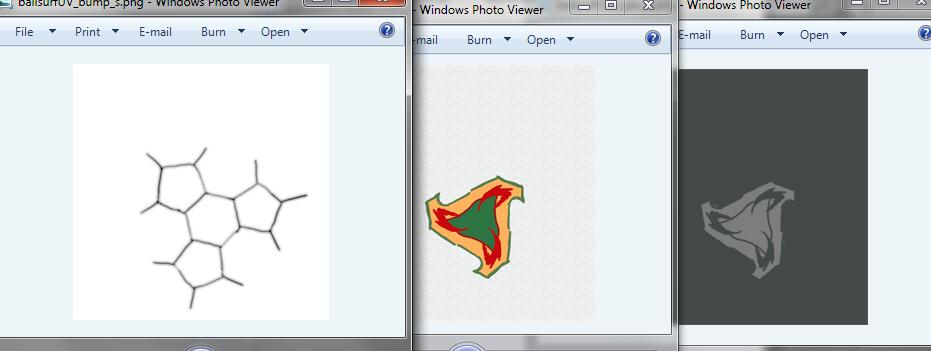 ballsurfUV_bump_s.png - Windows Photo Viewer
File Print E-mail Burn Open
- Windows Photo Viewer
Burn Open
- Windows Photo Viewer
E-mail Burn Open